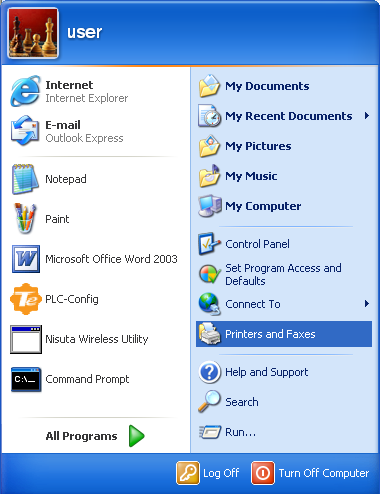 user
Internet
Internet Explorer
E-mail
Outlook Express
Notepad
Paint
Microsoft Office Word 2003
PLC-Config
Nisuta Wireless Utility
C:\_
Command Prompt
All Programs
My Documents
My Recent Documents
My Pictures
My Music
My Computer
Control Panel
Set Program Access and
Defaults
Connect To
Printers and Faxes
Help and Support
Search
Run...
Log Off
Turn Off Computer